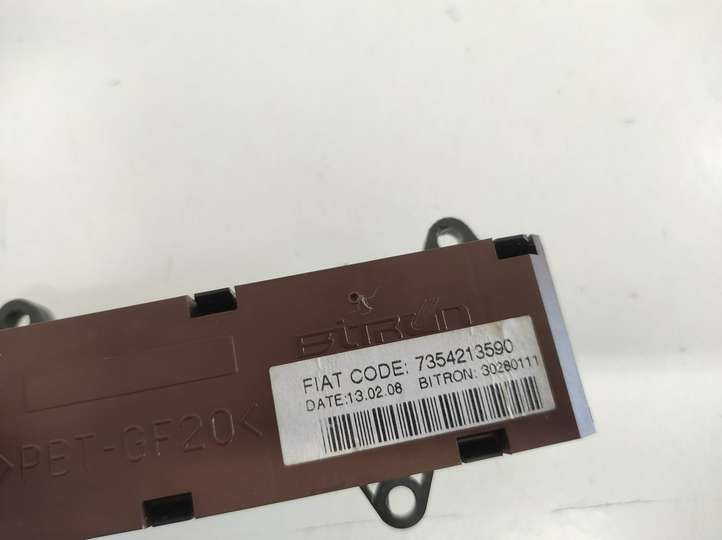 BITRON
FIAT CODE: 7354213590
DATE:13.02.08 BITRON: 30280111
>PBT-GF20<